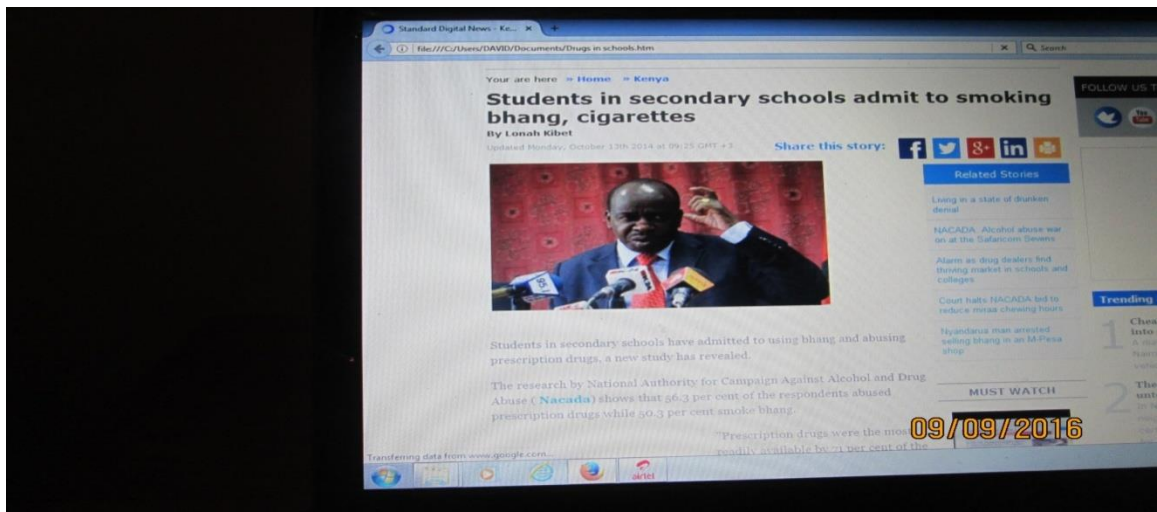 Standard Digital News - Ke...
file:///C:/Users/DAVID/Documents/Drugs in schools.htm
Search
Your are here » Home » Kenya
FOLLOW US T
Students in secondary schools admit to smoking
bhang, cigarettes
By Lonah Kibet
Updated Monday, October 13th 2014 at 09:25 GMT +3
Share this story:
You
Related Stories
Living in a state of drunken
denial
NACADA: Alcohol abuse war
on at the Safaricom Sevens
Alarm as drug dealers find
thriving market in schools and
colleges
Court halts NACADA bid to
reduce miraa chewing hours
Nyandarua man arrested
selling bhang in an M-Pesa
shop
MUST WATCH
Trending
1
Chea
into
2
The
unt
95.1
Students in secondary schools have admitted to using bhang and abusing
prescription drugs, a new study has revealed.
The research by National Authority for Campaign Against Alcohol and Drug
Abuse ( Nacada) shows that 56.3 per cent of the respondents abused
prescription drugs while 50.3 per cent smoke bhang.
"Prescription drugs were the most
readily available by 71 per cent of the
Transferring data from www.google.com...
airtel
09/09/2016